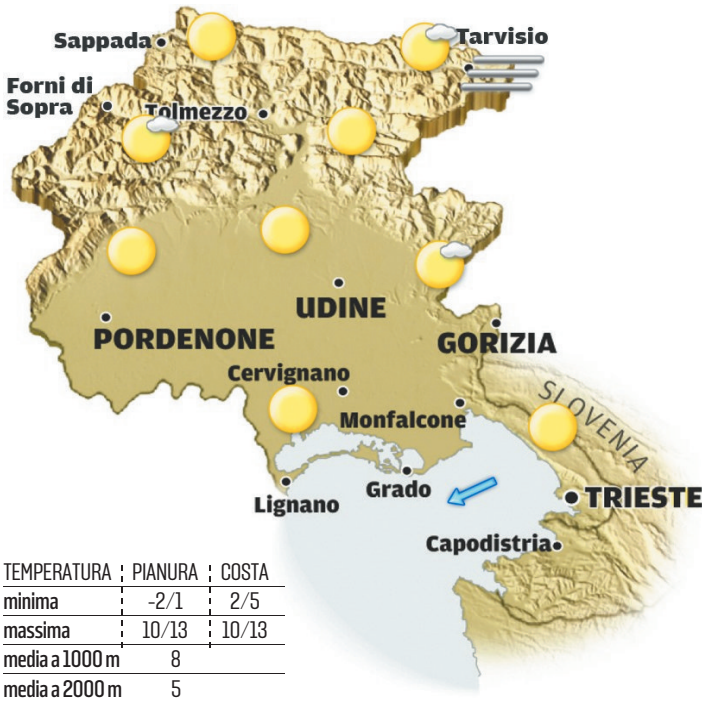 Sappada
Tarvisio
Forni di
Sopra
Tolmezzo
UDINE
PORDENONE
GORIZIA
Cervignano
SLOVENIA
Monfalcone
Grado
Lignano
TRIESTE
Capodistria
TEMPERATURA PIANURA COSTA
minima -2/1 2/5
massima 10/13 10/13
media a 1000 m 8
media a 2000 m 5